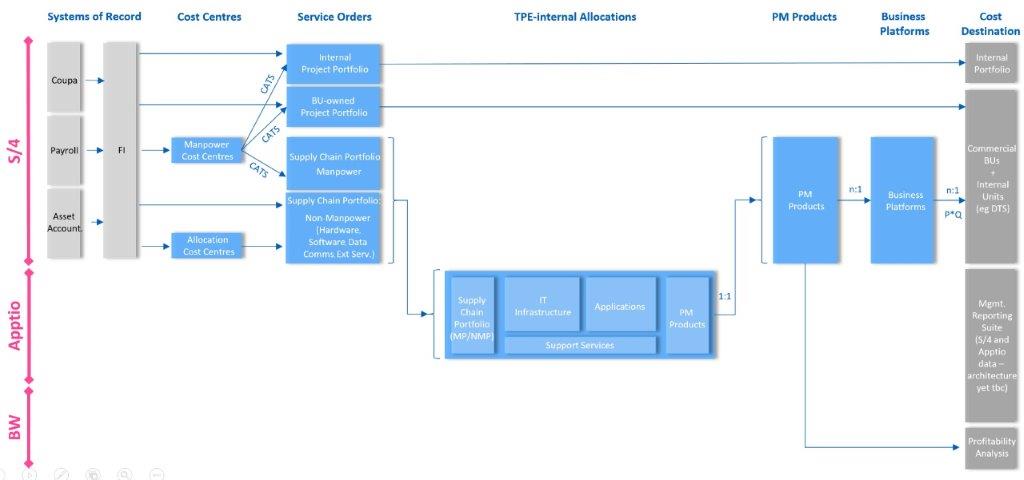 Systems of Record
Cost Centres
Service Orders
TPE-internal Allocations
PM Products
Business
Platforms
Cost
Destination
S/4
Apptio
BW
Coupa
Payroll
Asset
Account.
FI
Manpower
Cost Centres
Allocation
Cost Centres
CATS
CATS
CATS
Internal
Project Portfolio
BU-owned
Project Portfolio
Supply Chain Portfolio
Manpower
Supply Chain Portfolio:
Non-Manpower
(Hardware,
Software, Data
Comms, Ext Serv.)
Supply
Chain
Portfolio
(MP/NMP)
IT
Infrastructure
Applications
Support Services
PM
Products
1:1
PM
Products
n:1
Business
Platforms
n:1
P*Q
Internal
Portfolio
Commercial
BUs
+
Internal
Units
(eg DTS)
Mgmt.
Reporting
Suite
(S/4 and
Apptio
data –
architecture
yet tbc)
Profitability
Analysis